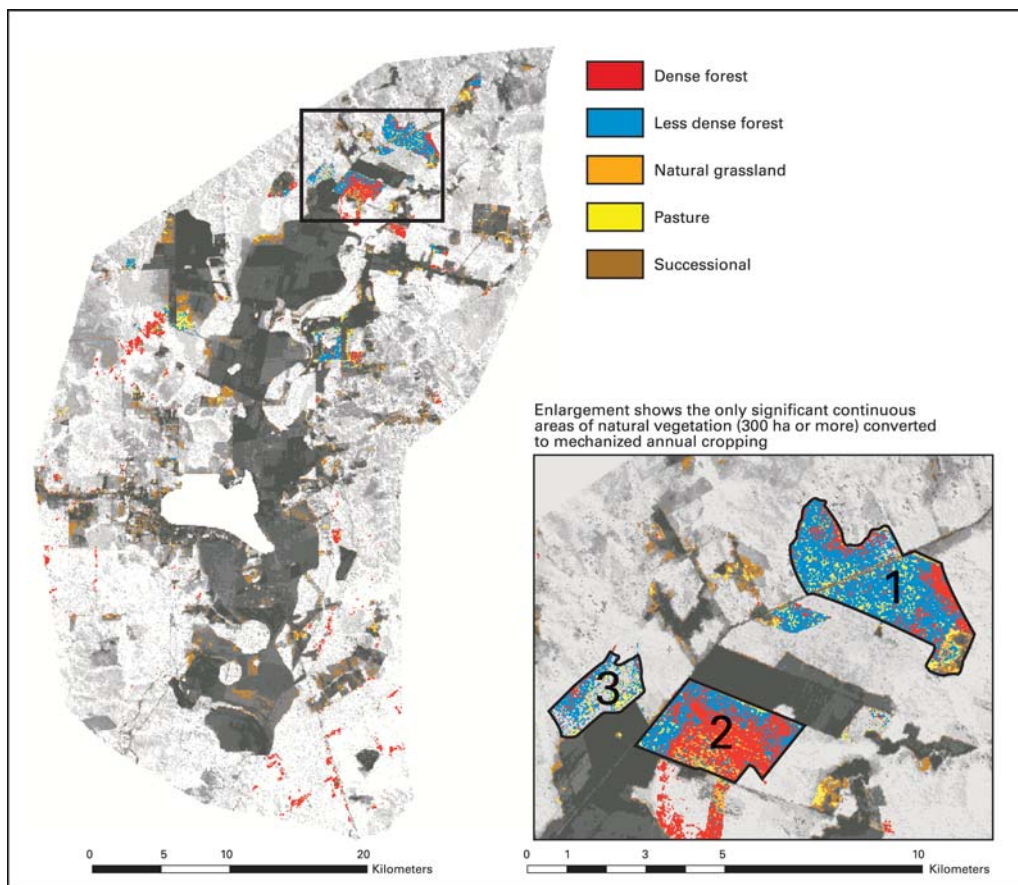 Dense forest
Less dense forest
Natural grassland
Pasture
Successional
Enlargement shows the only significant continuous
areas of natural vegetation (300 ha or more) converted
to mechanized annual cropping
1
3
2
0 5 10 20
Kilometers
0 1 3 5 10
Kilometers